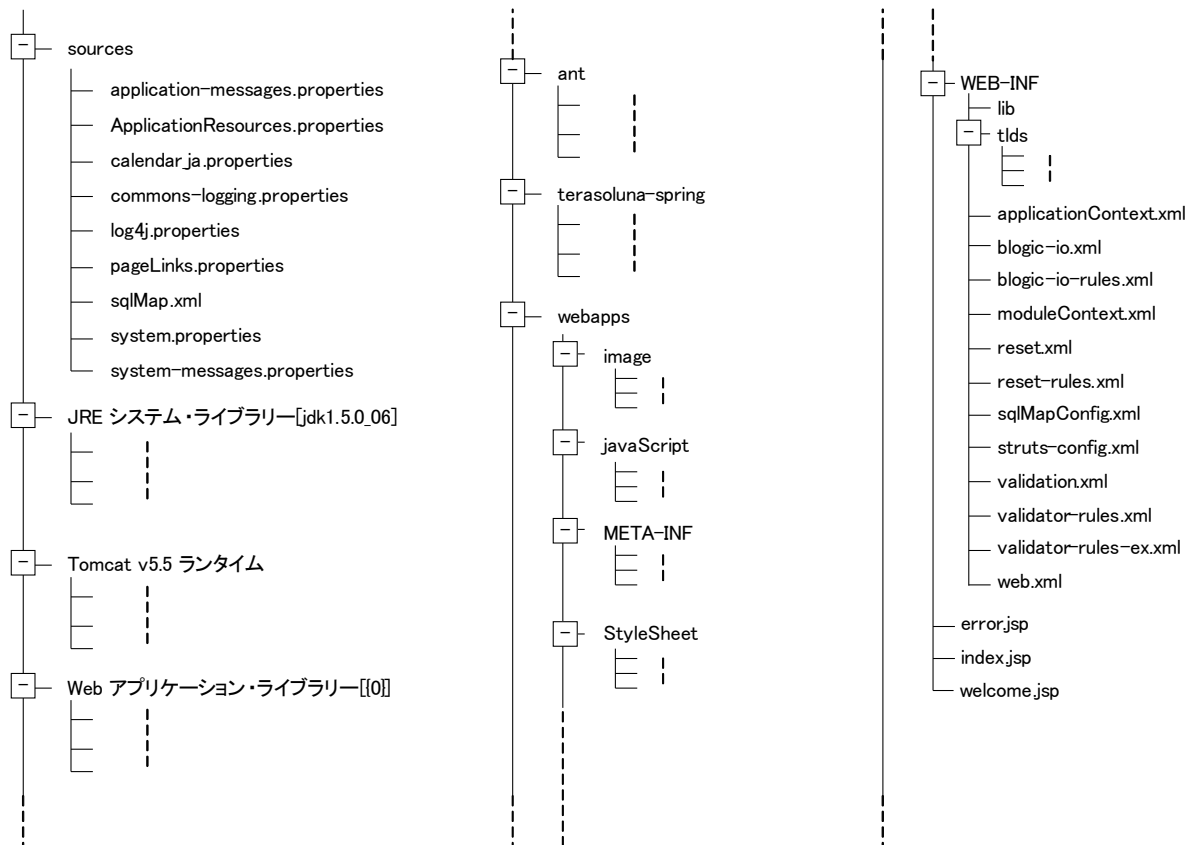 sources
application-messages.properties
ApplicationResources.properties
calendar_ja.properties
commons-logging.properties
log4j.properties
pageLinks.properties
sqlMap.xml
system.properties
system-messages.properties
JRE システム・ライブラリー[jdk1.5.0_06]
Tomcat v5.5 ランタイム
Web アプリケーション・ライブラリー[{0}]
ant
terasoluna-spring
webapps
image
javaScript
META-INF
StyleSheet
WEB-INF
lib
tlds
applicationContext.xml
blogic-io.xml
blogic-io-rules.xml
moduleContext.xml
reset.xml
reset-rules.xml
sqlMapConfig.xml
struts-config.xml
validation.xml
validator-rules.xml
validator-rules-ex.xml
web.xml
error.jsp
index.jsp
welcome.jsp